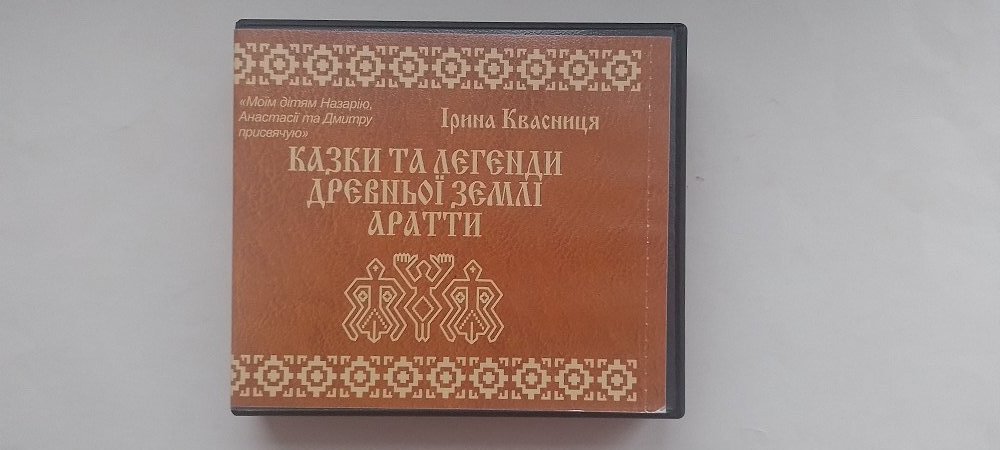 «Моїм дітям Назарію,
Анастасії та Дмитру
присвячую»
Ірина Квасниця
КАЗКИ ТА ЛЕГЕНДИ
ДРЕВНЬОЇ ЗЕМЛІ
АРАТТИ